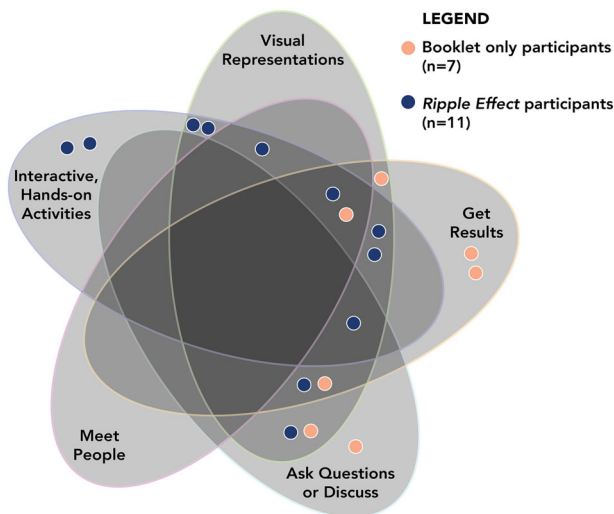 LEGEND
Booklet only participants
(n=7)
Ripple Effect participants
(n=11)
Visual
Representations
Interactive,
Hands-on
Activities
Get
Results
Meet
People
Ask Questions
or Discuss